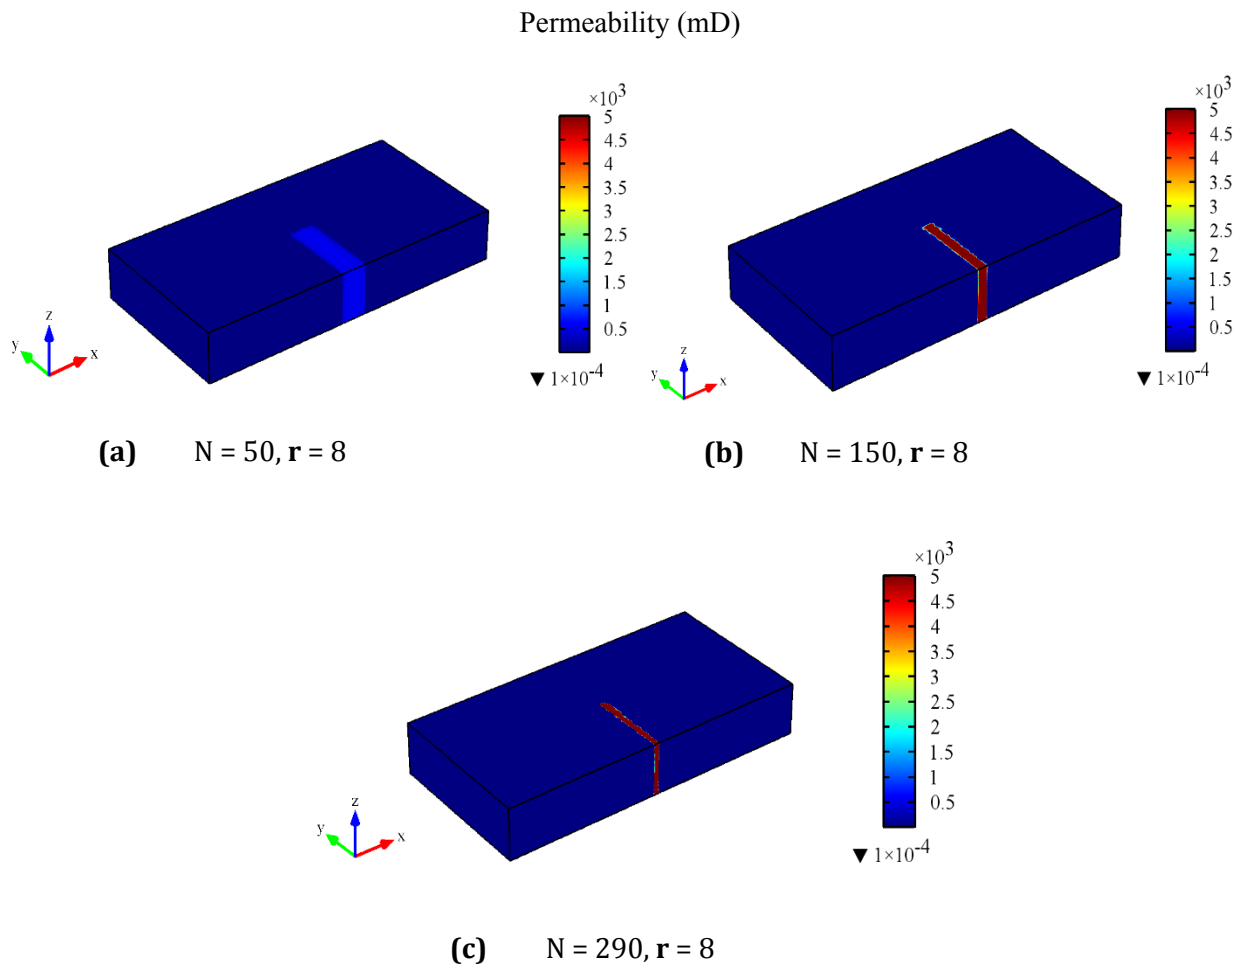 Permeability (mD)
×10³
5
4.5
4
3.5
3
2.5
2
1.5
1
0.5
▼ 1×10⁻⁴
z
y
x
(a) N = 50, r = 8
×10³
5
4.5
4
3.5
3
2.5
2
1.5
1
0.5
▼ 1×10⁻⁴
z
y
x
(b) N = 150, r = 8
×10³
5
4.5
4
3.5
3
2.5
2
1.5
1
0.5
▼ 1×10⁻⁴
z
y
x
(c) N = 290, r = 8